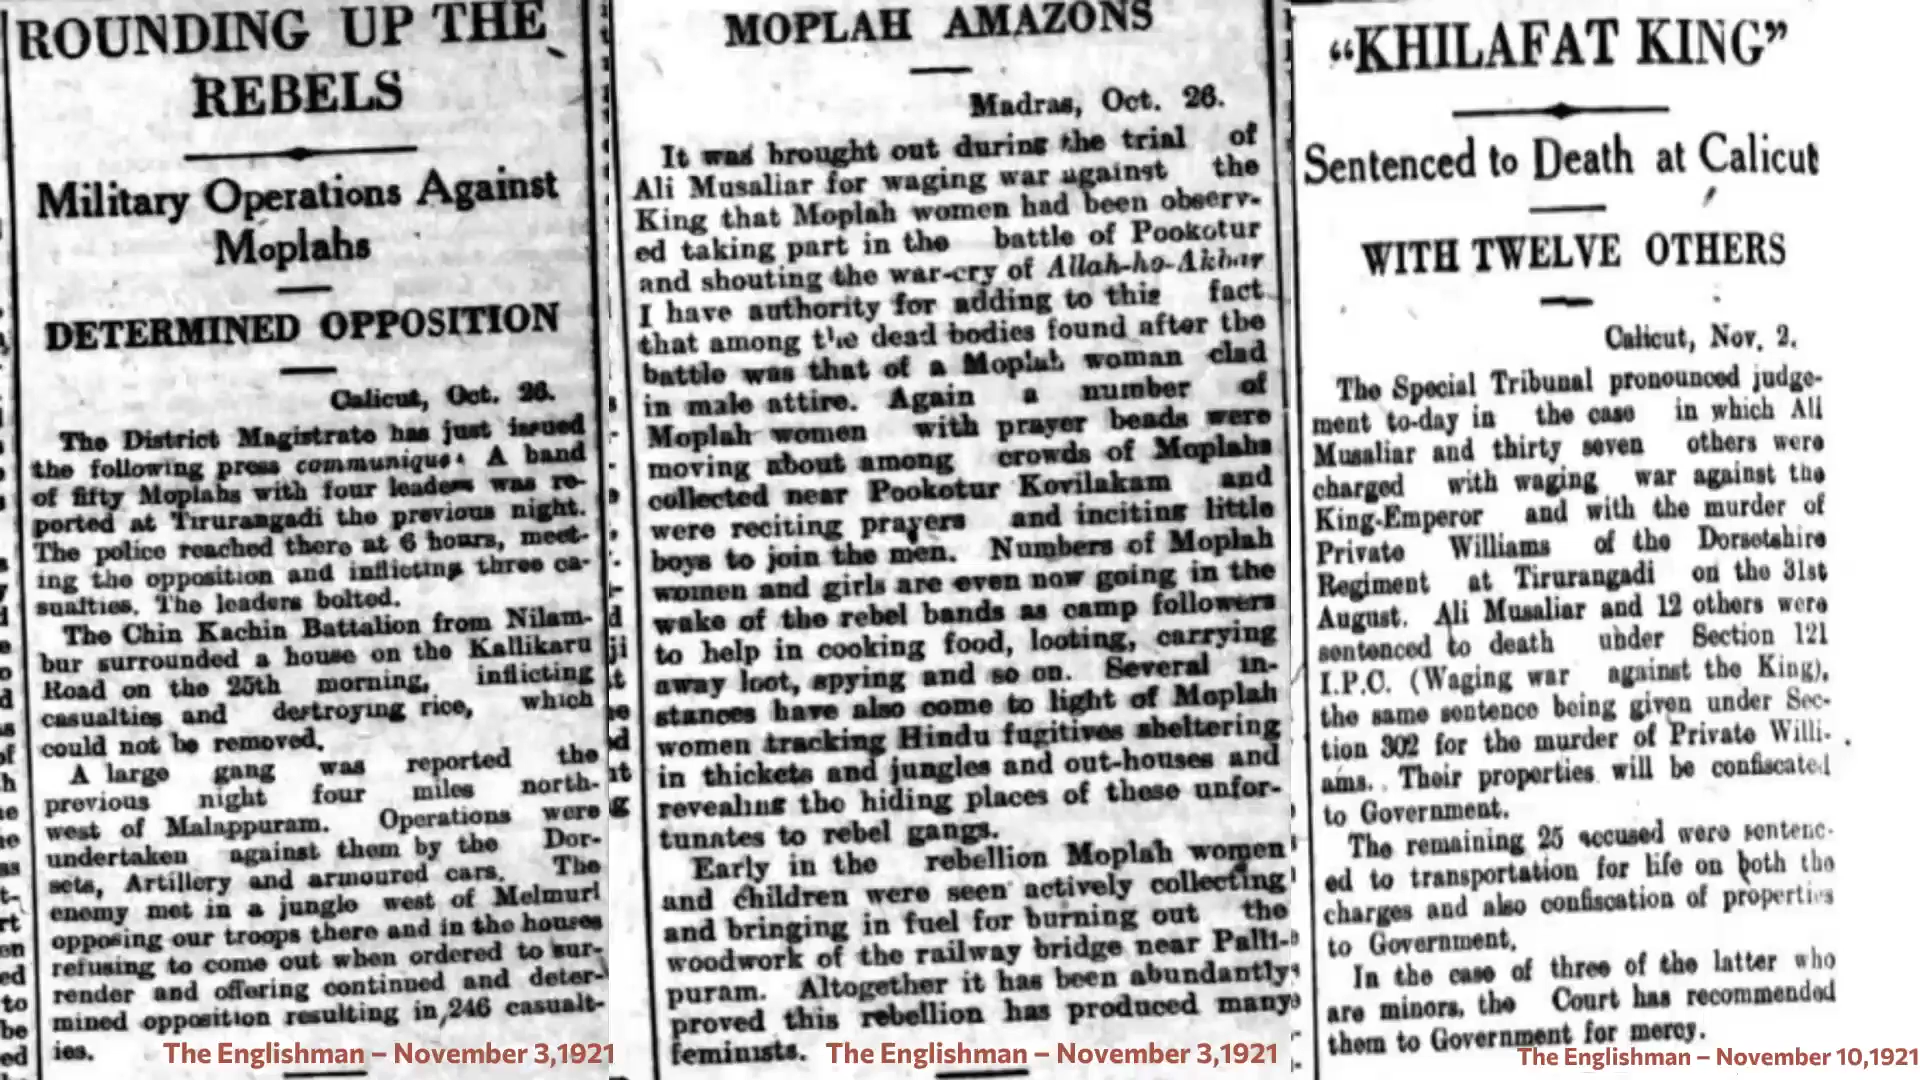 ROUNDING UP THE
REBELS
Military Operations Against
Moplahs
DETERMINED OPPOSITION
Calicut, Oct. 26.
The District Magistrate has just issued
the following press communique. A band
of fifty Moplahs with four leaders was re-
ported at Tirurangadi the previous night.
The police reached there at 6 hours, meet-
ing the opposition and inflicting three ca-
sualties. The leaders bolted.
The Chin Kachin Battalion from Nilam-
bur surrounded a house on the Kallikaru
Road on the 25th morning, inflicting
casualties and destroying rice, which
could not be removed.
A large gang was reported the
previous night four miles north-
west of Malappuram. Operations were
undertaken against them by the Dor-
sets, Artillery and armoured cars. The
enemy met in a jungle west of Melmuri
opposing our troops there and in the houses
refusing to come out when ordered to sur-
render and offering continued and deter-
mined opposition resulting in 246 casualt-
ies.
The Englishman – November 3,1921
MOPLAH AMAZONS
Madras, Oct. 26.
It was brought out during the trial of
Ali Musaliar for waging war against the
King that Moplah women had been observ-
ed taking part in the battle of Pookotur
and shouting the war-cry of Allah-ho-Akbar
I have authority for adding to this fact
that among the dead bodies found after the
battle was that of a Moplah woman clad
in male attire. Again a number of
Moplah women with prayer beads were
moving about among crowds of Moplahs
collected near Pookotur Kovilakam and
were reciting prayers and inciting little
boys to join the men. Numbers of Moplah
women and girls are even now going in the
wake of the rebel bands as camp followers
to help in cooking food, looting, carrying
away loot, spying and so on. Several in-
stances have also come to light of Moplah
women tracking Hindu fugitives sheltering
in thickets and jungles and out-houses and
revealing the hiding places of these unfor-
tunates to rebel gangs.
Early in the rebellion Moplah women
and children were seen actively collecting
and bringing in fuel for burning out the
woodwork of the railway bridge near Palli-
puram. Altogether it has been abundantly
proved this rebellion has produced many
feminists.
The Englishman – November 3,1921
“KHILAFAT KING”
Sentenced to Death at Calicut
WITH TWELVE OTHERS
Calicut, Nov. 2.
The Special Tribunal pronounced judge-
ment to-day in the case in which Ali
Musaliar and thirty seven others were
charged with waging war against the
King-Emperor and with the murder of
Private Williams of the Dorsetshire
Regiment at Tirurangadi on the 31st
August. Ali Musaliar and 12 others were
sentenced to death under Section 121
I.P.C. (Waging war against the King),
the same sentence being given under Sec-
tion 302 for the murder of Private Willi-
ams. Their properties will be confiscated
to Government.
The remaining 25 accused were sentenc-
ed to transportation for life on both the
charges and also confiscation of properties
to Government.
In the case of three of the latter who
are minors, the Court has recommended
them to Government for mercy.
The Englishman – November 10,1921